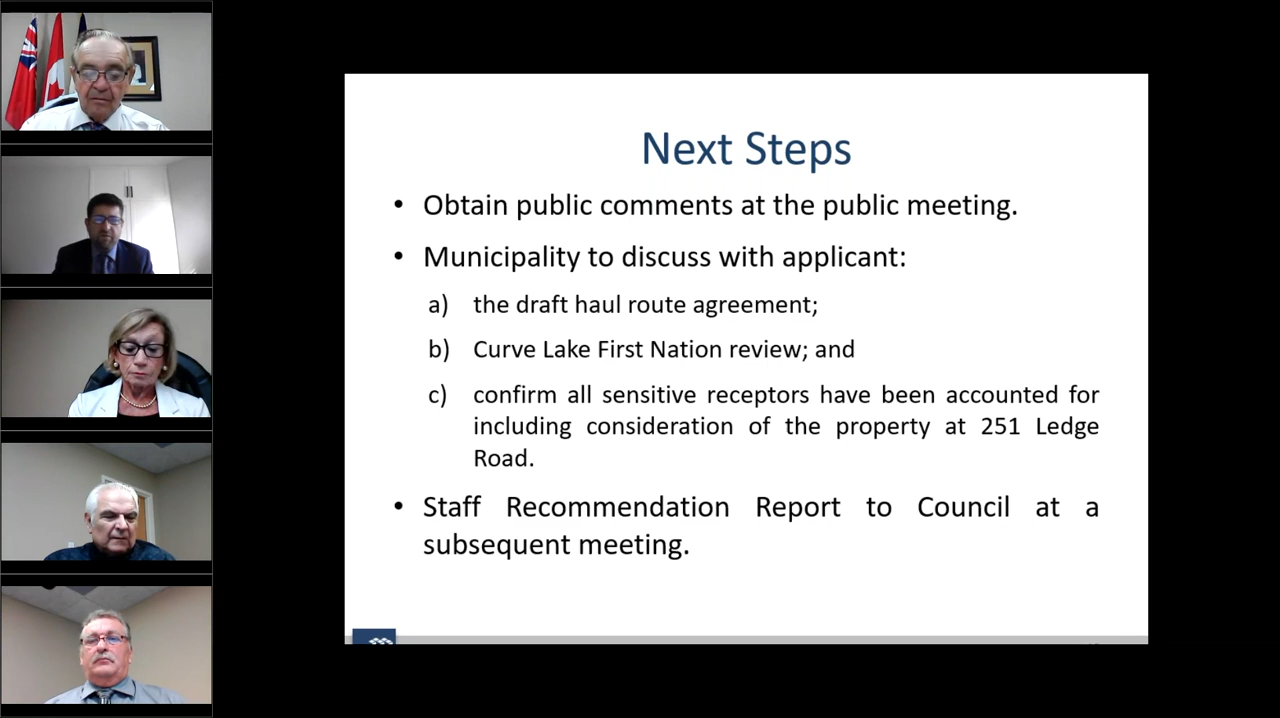 Next Steps
• Obtain public comments at the public meeting.
• Municipality to discuss with applicant:
a) the draft haul route agreement;
b) Curve Lake First Nation review; and
c) confirm all sensitive receptors have been accounted for
including consideration of the property at 251 Ledge
Road.
• Staff Recommendation Report to Council at a
subsequent meeting.